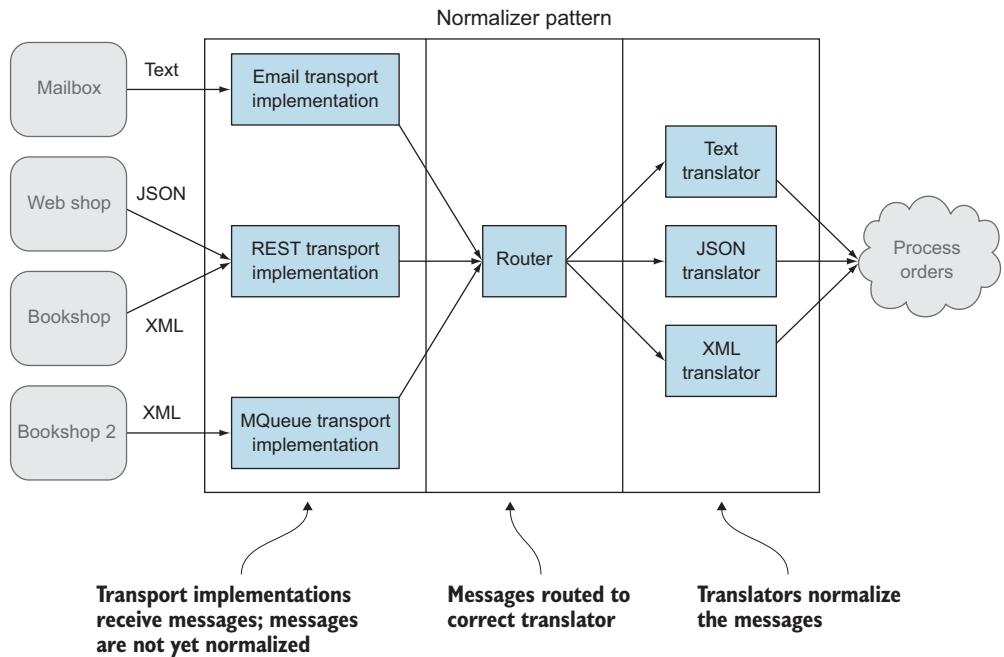 Normalizer pattern
Mailbox
Text
Email transport
implementation
Web shop
JSON
REST transport
implementation
Bookshop
XML
Bookshop 2
XML
MQueue transport
implementation
Router
Text
translator
JSON
translator
XML
translator
Process
orders
Transport implementations
receive messages; messages
are not yet normalized
Messages routed to
correct translator
Translators normalize
the messages